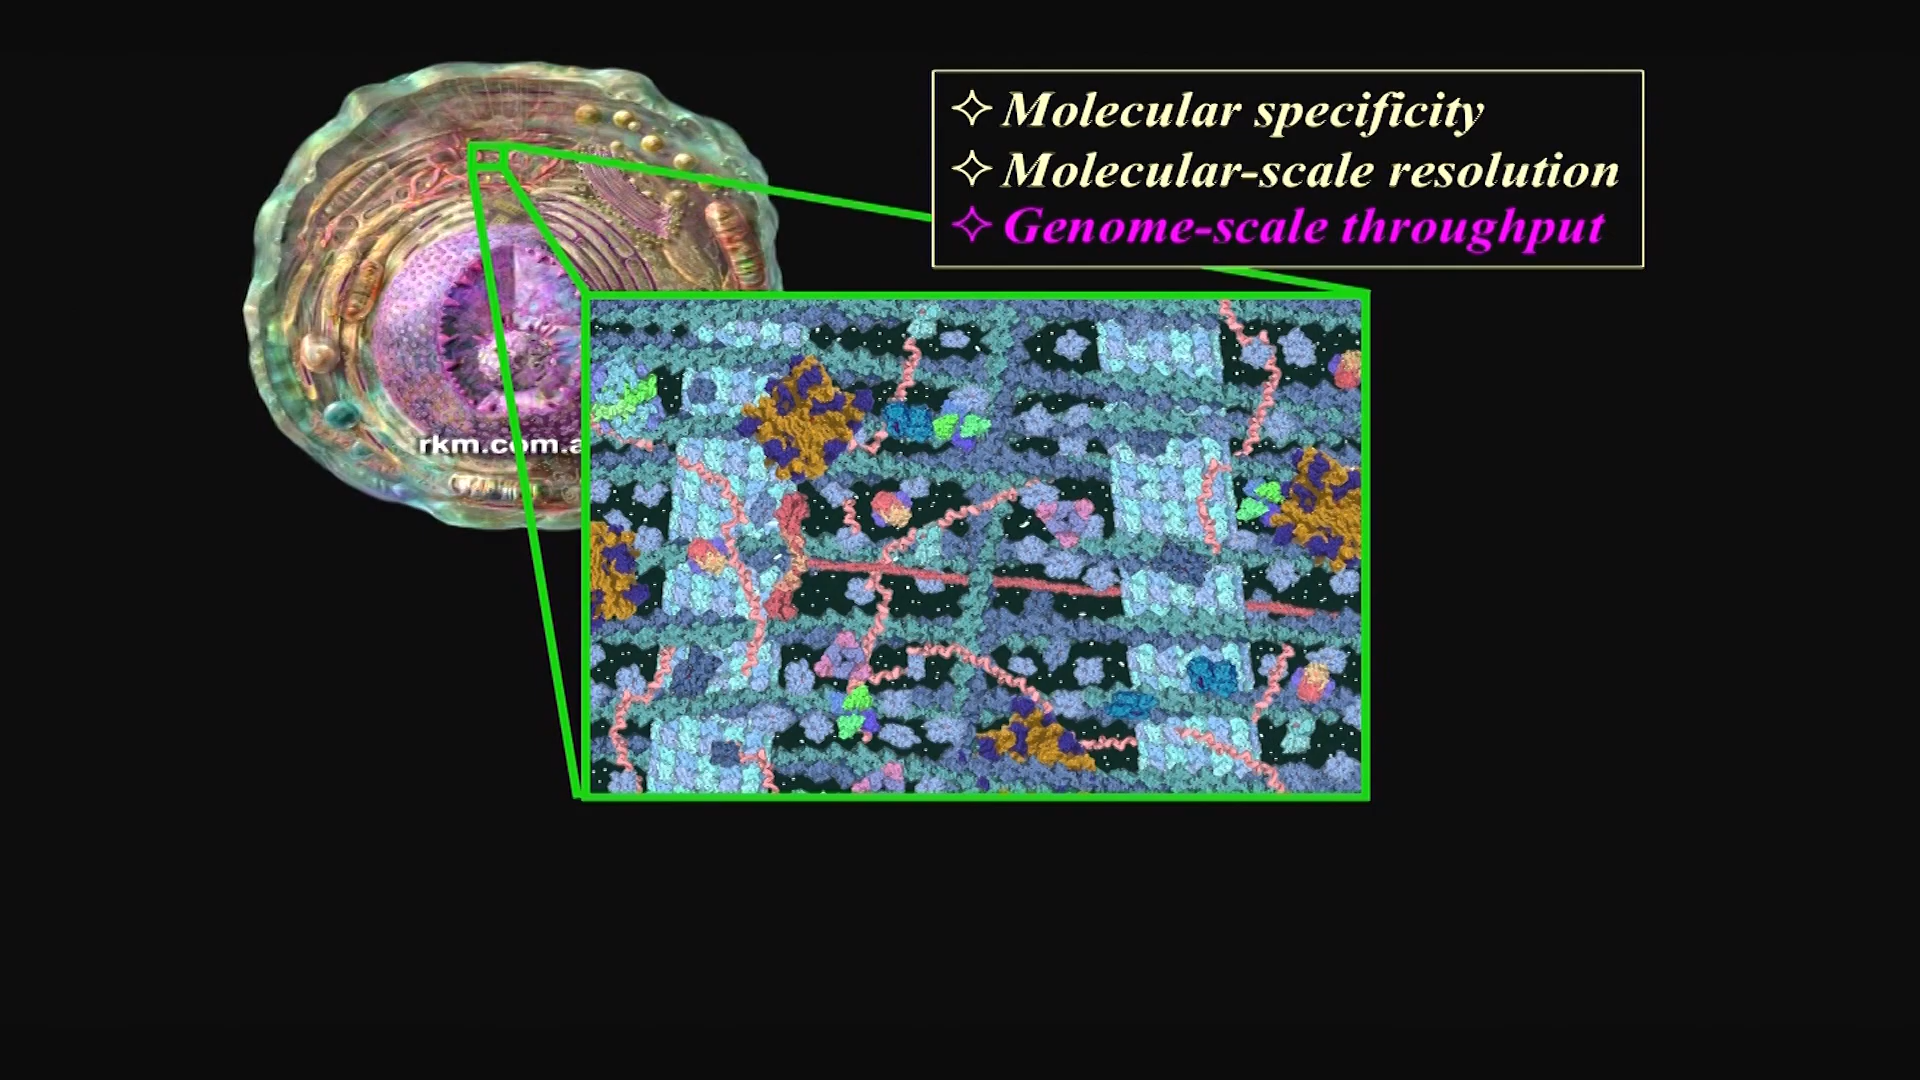 ✧ Molecular specificity
✧ Molecular-scale resolution
✧ Genome-scale throughput
rkm.com.a